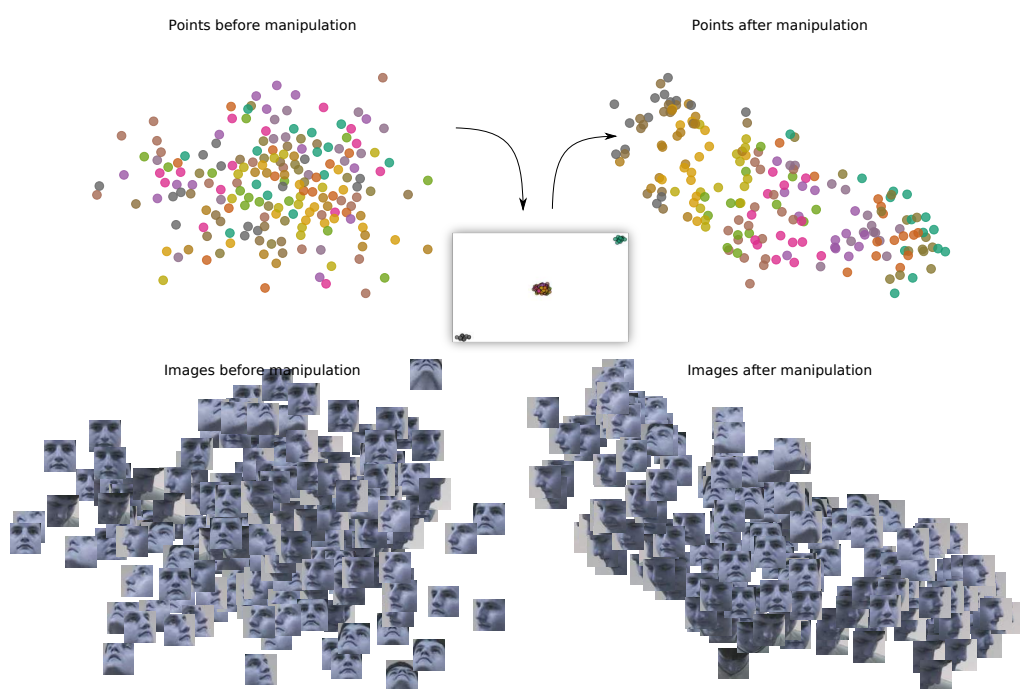 Points before manipulation
Points after manipulation
Images before manipulation
Images after manipulation